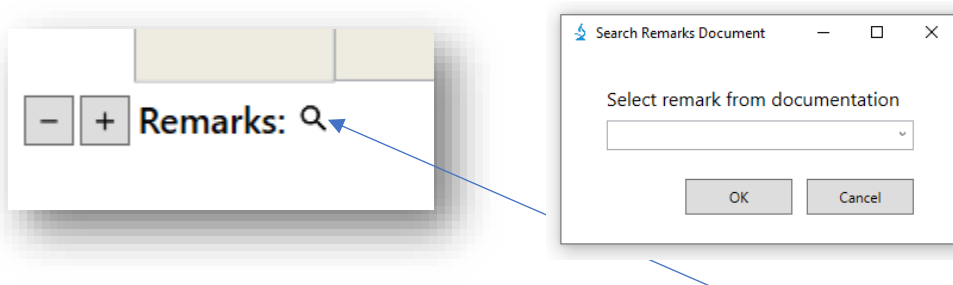 − + Remarks:
Search Remarks Document
Select remark from documentation
OK Cancel